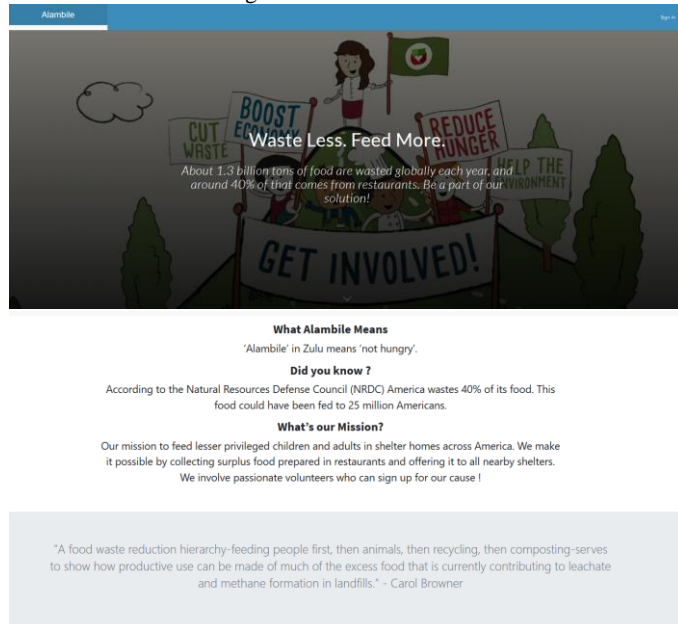 Alambile
Sign In
CUT WASTE
BOOST ECONOMY
REDUCE HUNGER
HELP THE ENVIRONMENT
Waste Less. Feed More.
About 1.3 billion tons of food are wasted globally each year, and
around 40% of that comes from restaurants. Be a part of our
solution!
GET INVOLVED!
What Alambile Means
'Alambile' in Zulu means 'not hungry'.
Did you know ?
According to the Natural Resources Defense Council (NRDC) America wastes 40% of its food. This
food could have been fed to 25 million Americans.
What's our Mission?
Our mission to feed lesser privileged children and adults in shelter homes across America. We make
it possible by collecting surplus food prepared in restaurants and offering it to all nearby shelters.
We involve passionate volunteers who can sign up for our cause !
"A food waste reduction hierarchy-feeding people first, then animals, then recycling, then composting-serves
to show how productive use can be made of much of the excess food that is currently contributing to leachate
and methane formation in landfills." - Carol Browner